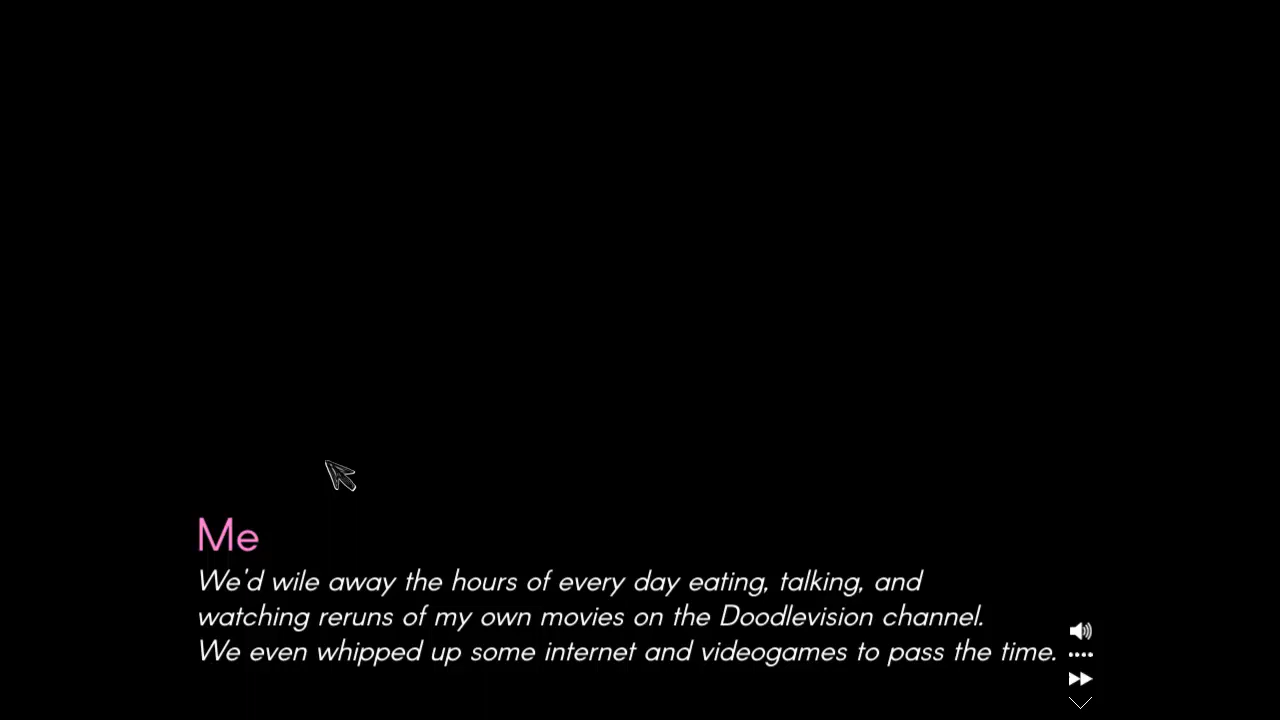 Me
We'd wile away the hours of every day eating, talking, and
watching reruns of my own movies on the Doodlevision channel.
We even whipped up some internet and videogames to pass the time.